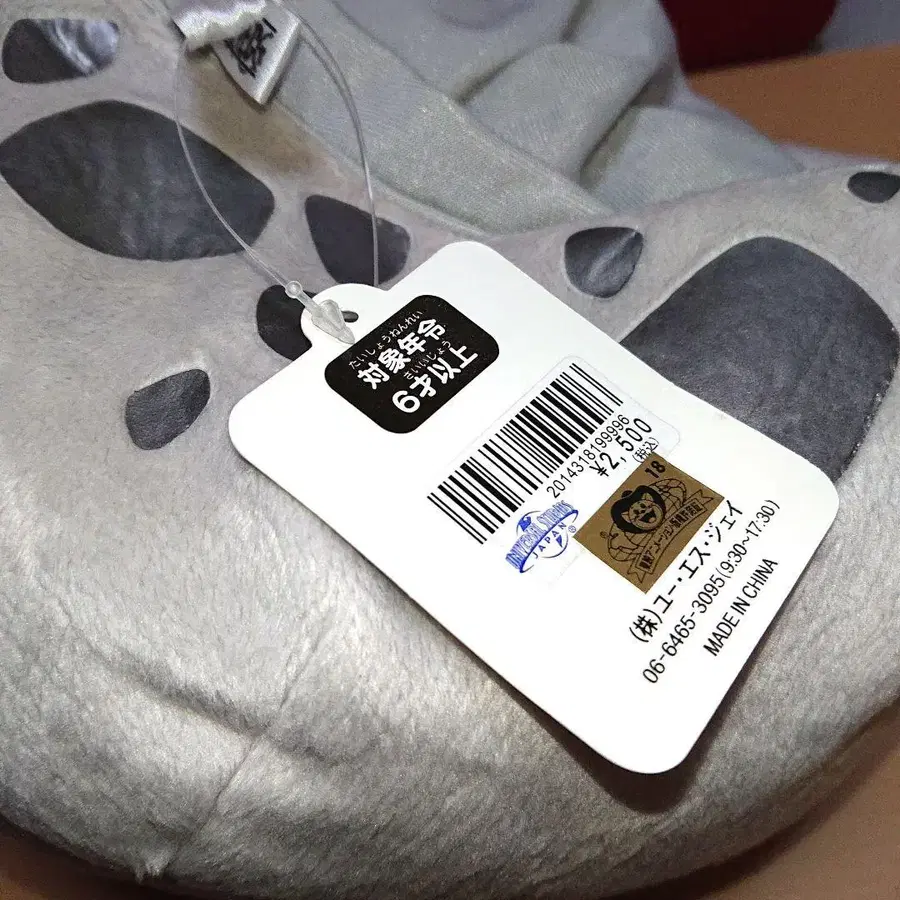 たいしょうねんれい
対象年令
さいいじょう
6才以上
2014318199996
¥2,500
(税込)
UNIVERSAL STUDIOS
JAPAN
®
18
(株)ユー・エス・ジェイ
06-6465-3095(9:30~17:30)
MADE IN CHINA